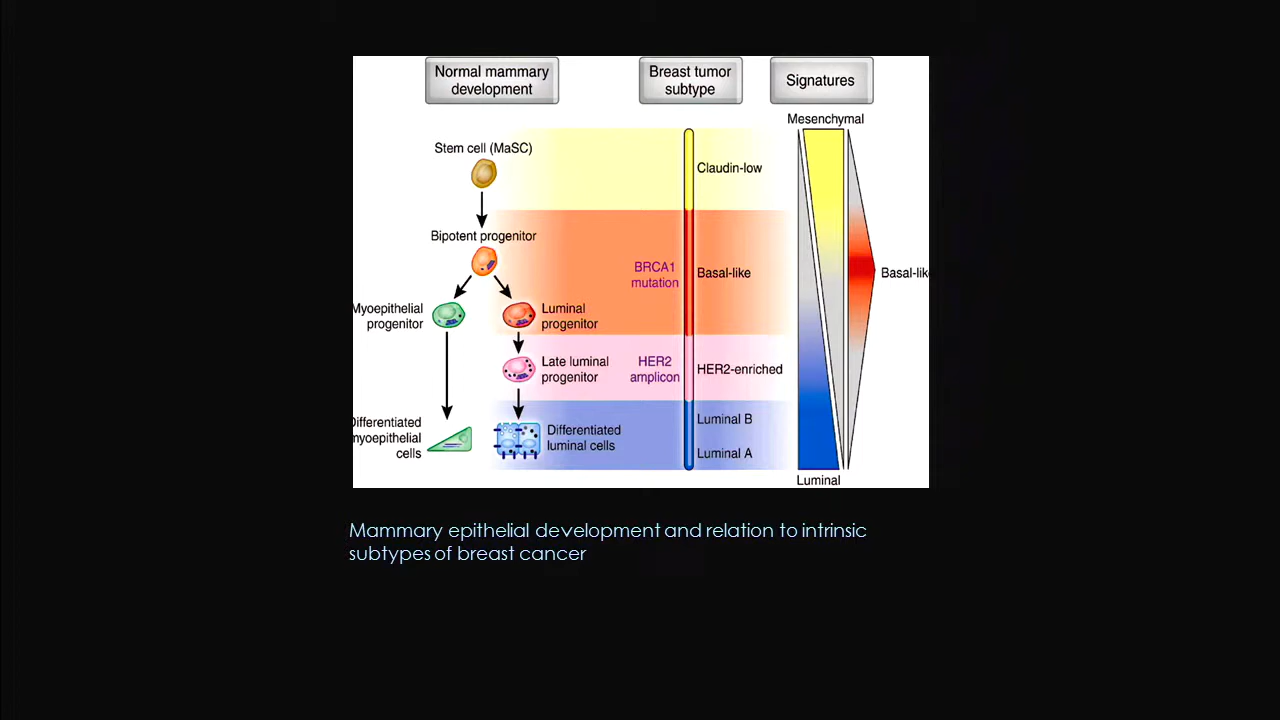 Normal mammary
development
Breast tumor
subtype
Signatures
Mesenchymal
Stem cell (MaSC)
Claudin-low
Bipotent progenitor
BRCA1
mutation
Basal-like
Basal-lik
Myoepithelial
progenitor
Luminal
progenitor
Late luminal
progenitor
HER2
amplicon
HER2-enriched
Differentiated
myoepithelial
cells
Differentiated
luminal cells
Luminal B
Luminal A
Luminal
Mammary epithelial development and relation to intrinsic
subtypes of breast cancer